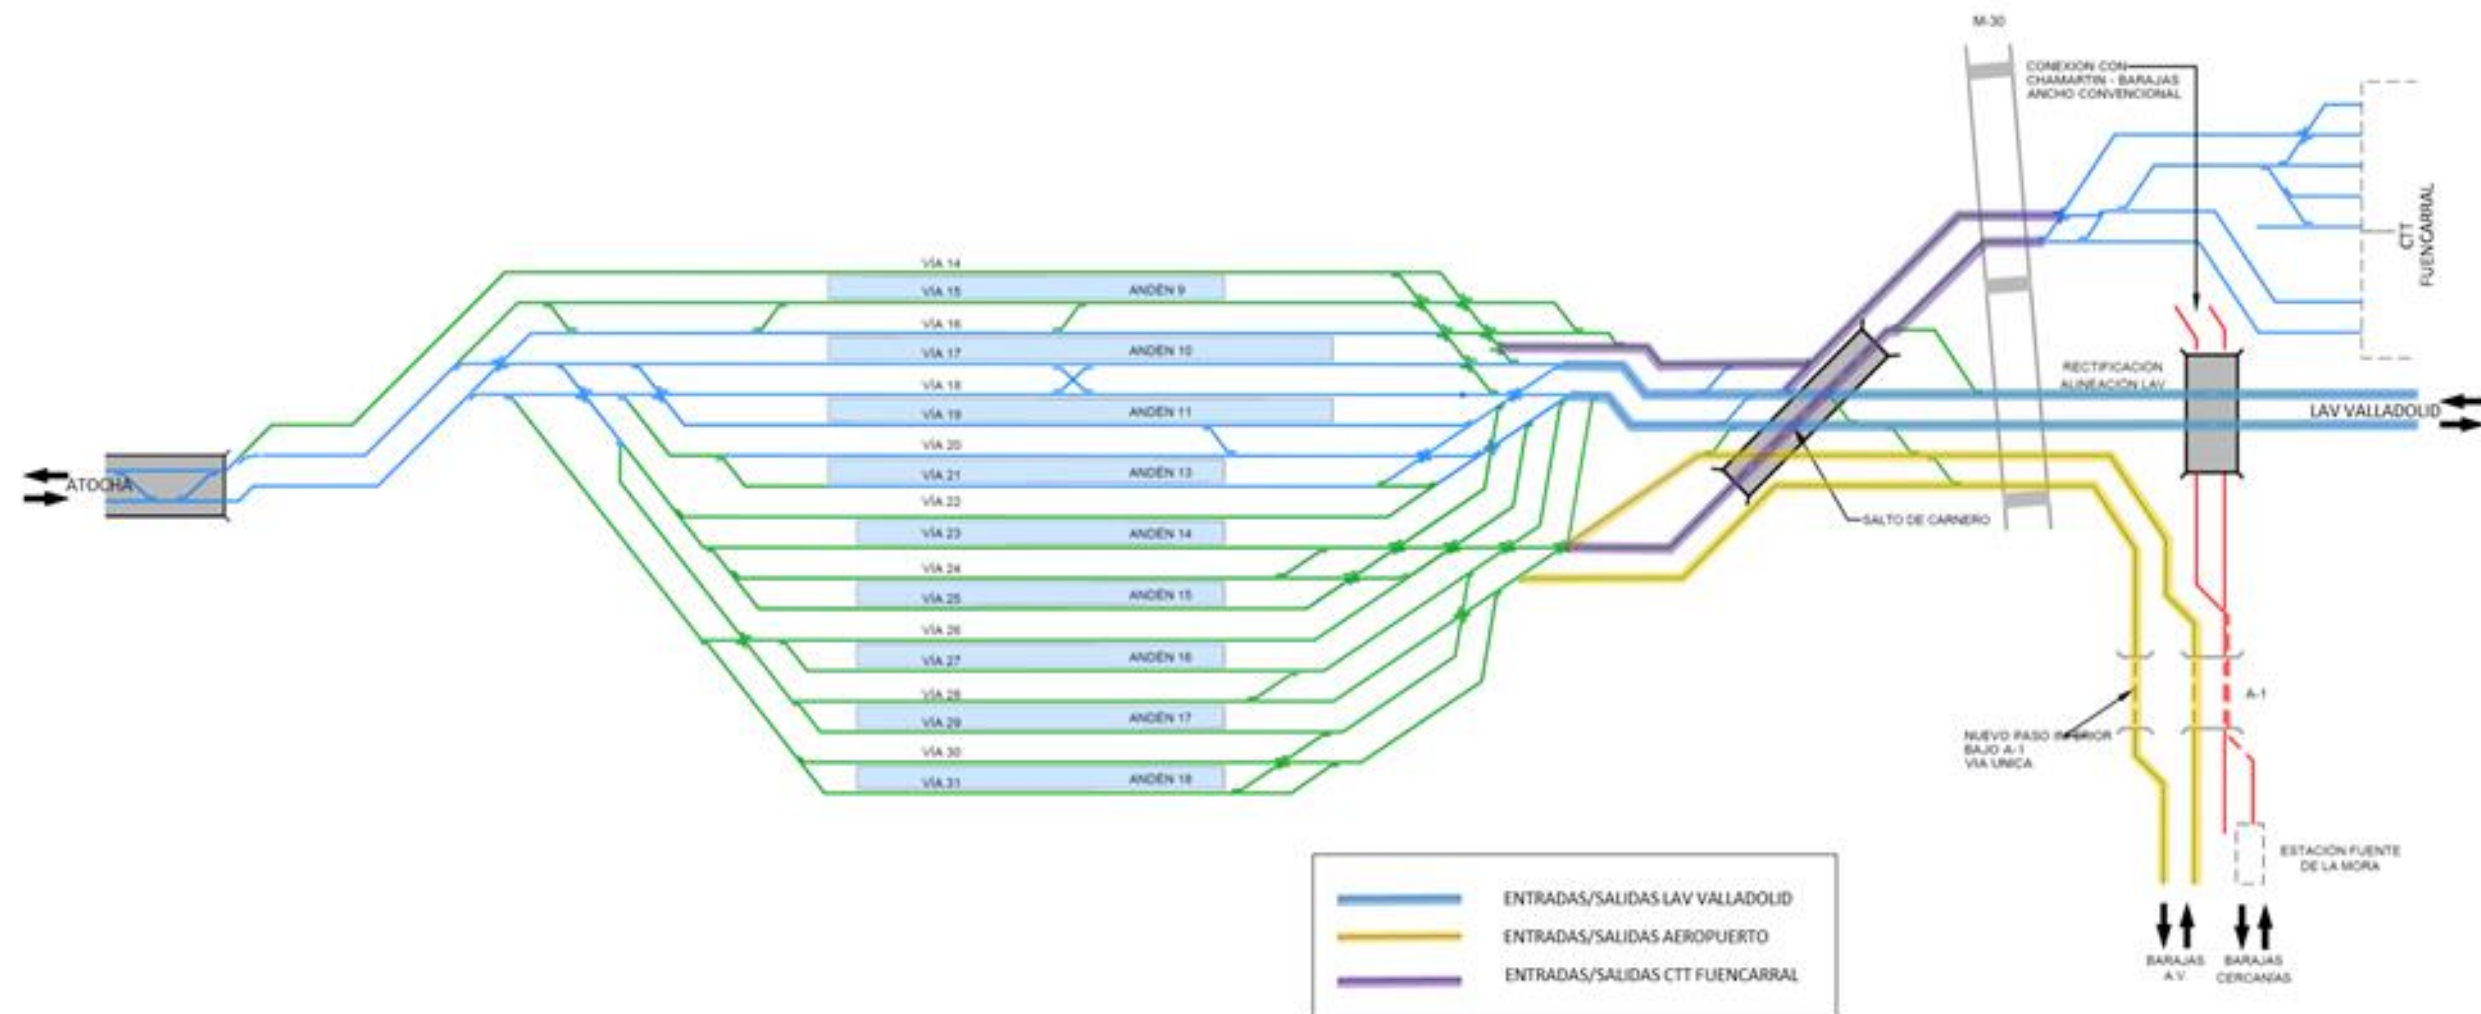 M-30
CONEXION CON
CHAMARTIN - BARAJAS
ANCHO CONVENCIONAL
CTT
FUENCARRAL
VÍA 14
VÍA 15
ANDÉN 9
VÍA 16
VÍA 17
ANDÉN 10
VÍA 18
VÍA 19
ANDÉN 11
VÍA 20
VÍA 21
ANDÉN 13
VÍA 22
VÍA 23
ANDÉN 14
VÍA 24
VÍA 25
ANDÉN 15
VÍA 26
VÍA 27
ANDÉN 16
VÍA 28
VÍA 29
ANDÉN 17
VÍA 30
VÍA 31
ANDÉN 18
ATOCHA
RECTIFICACION
ALINEACIÓN LAV
LAV VALLADOLID
SALTO DE CARNERO
A-1
NUEVO PASO INFERIOR
BAJO A-1
VIA UNICA
ESTACIÓN FUENTE
DE LA MORA
BARAJAS
A.V.
BARAJAS
CERCANÍAS
ENTRADAS/SALIDAS LAV VALLADOLID
ENTRADAS/SALIDAS AEROPUERTO
ENTRADAS/SALIDAS CTT FUENCARRAL